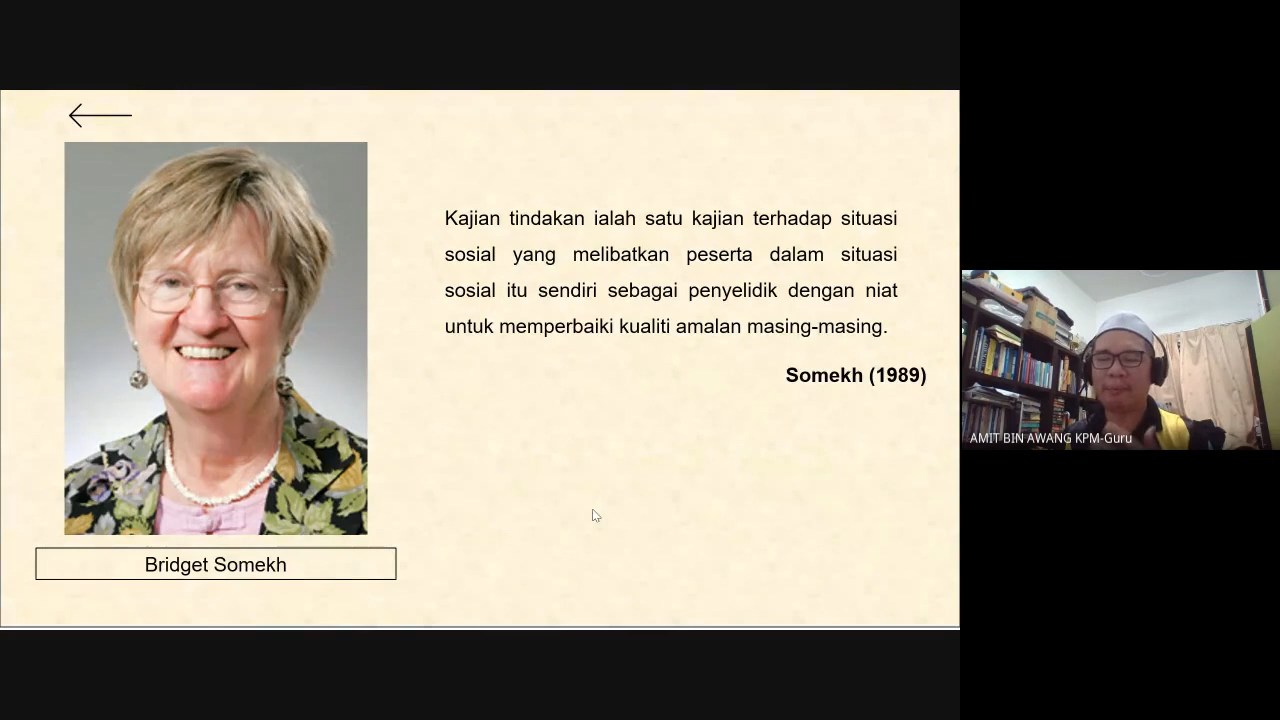 Kajian tindakan ialah satu kajian terhadap situasi
sosial yang melibatkan peserta dalam situasi
sosial itu sendiri sebagai penyelidik dengan niat
untuk memperbaiki kualiti amalan masing-masing.
Somekh (1989)
Bridget Somekh
AMIT BIN AWANG KPM-Guru